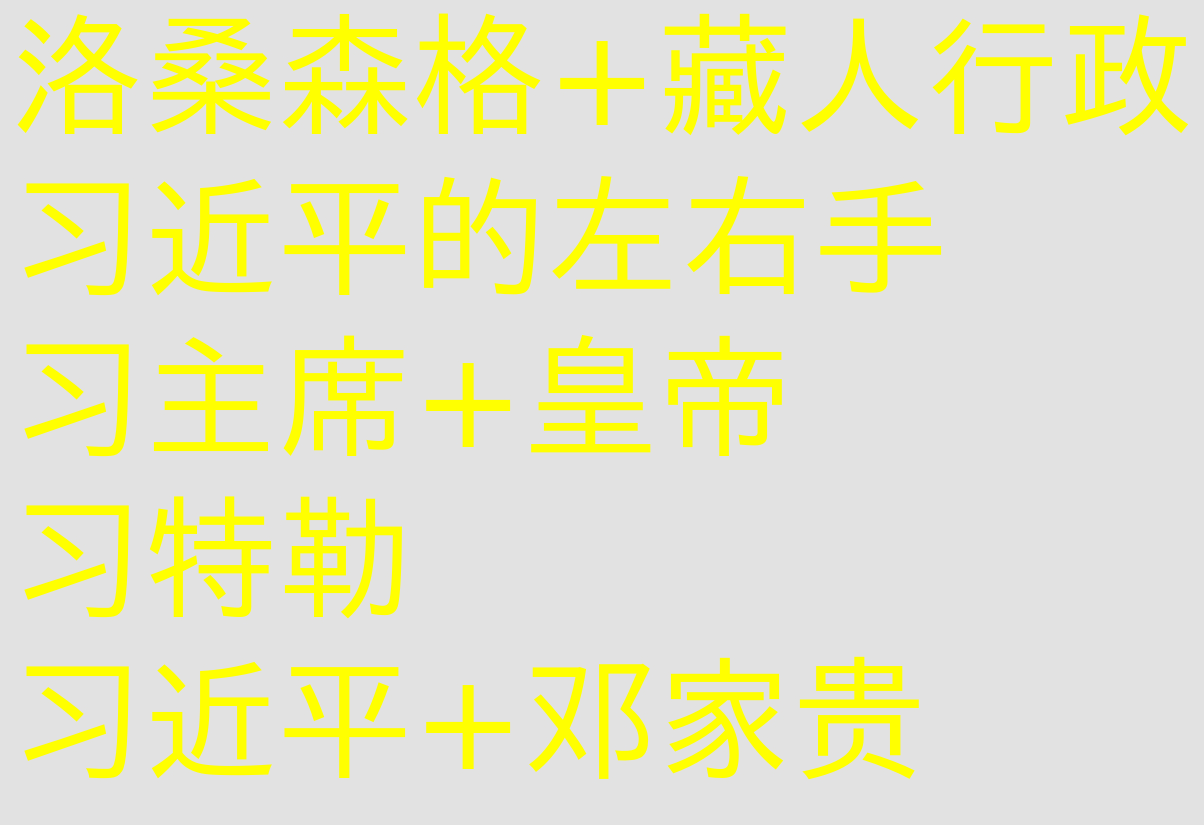 洛桑森格+藏人行政
习近平的左右手
习主席+皇帝
习特勒
习近平+邓家贵